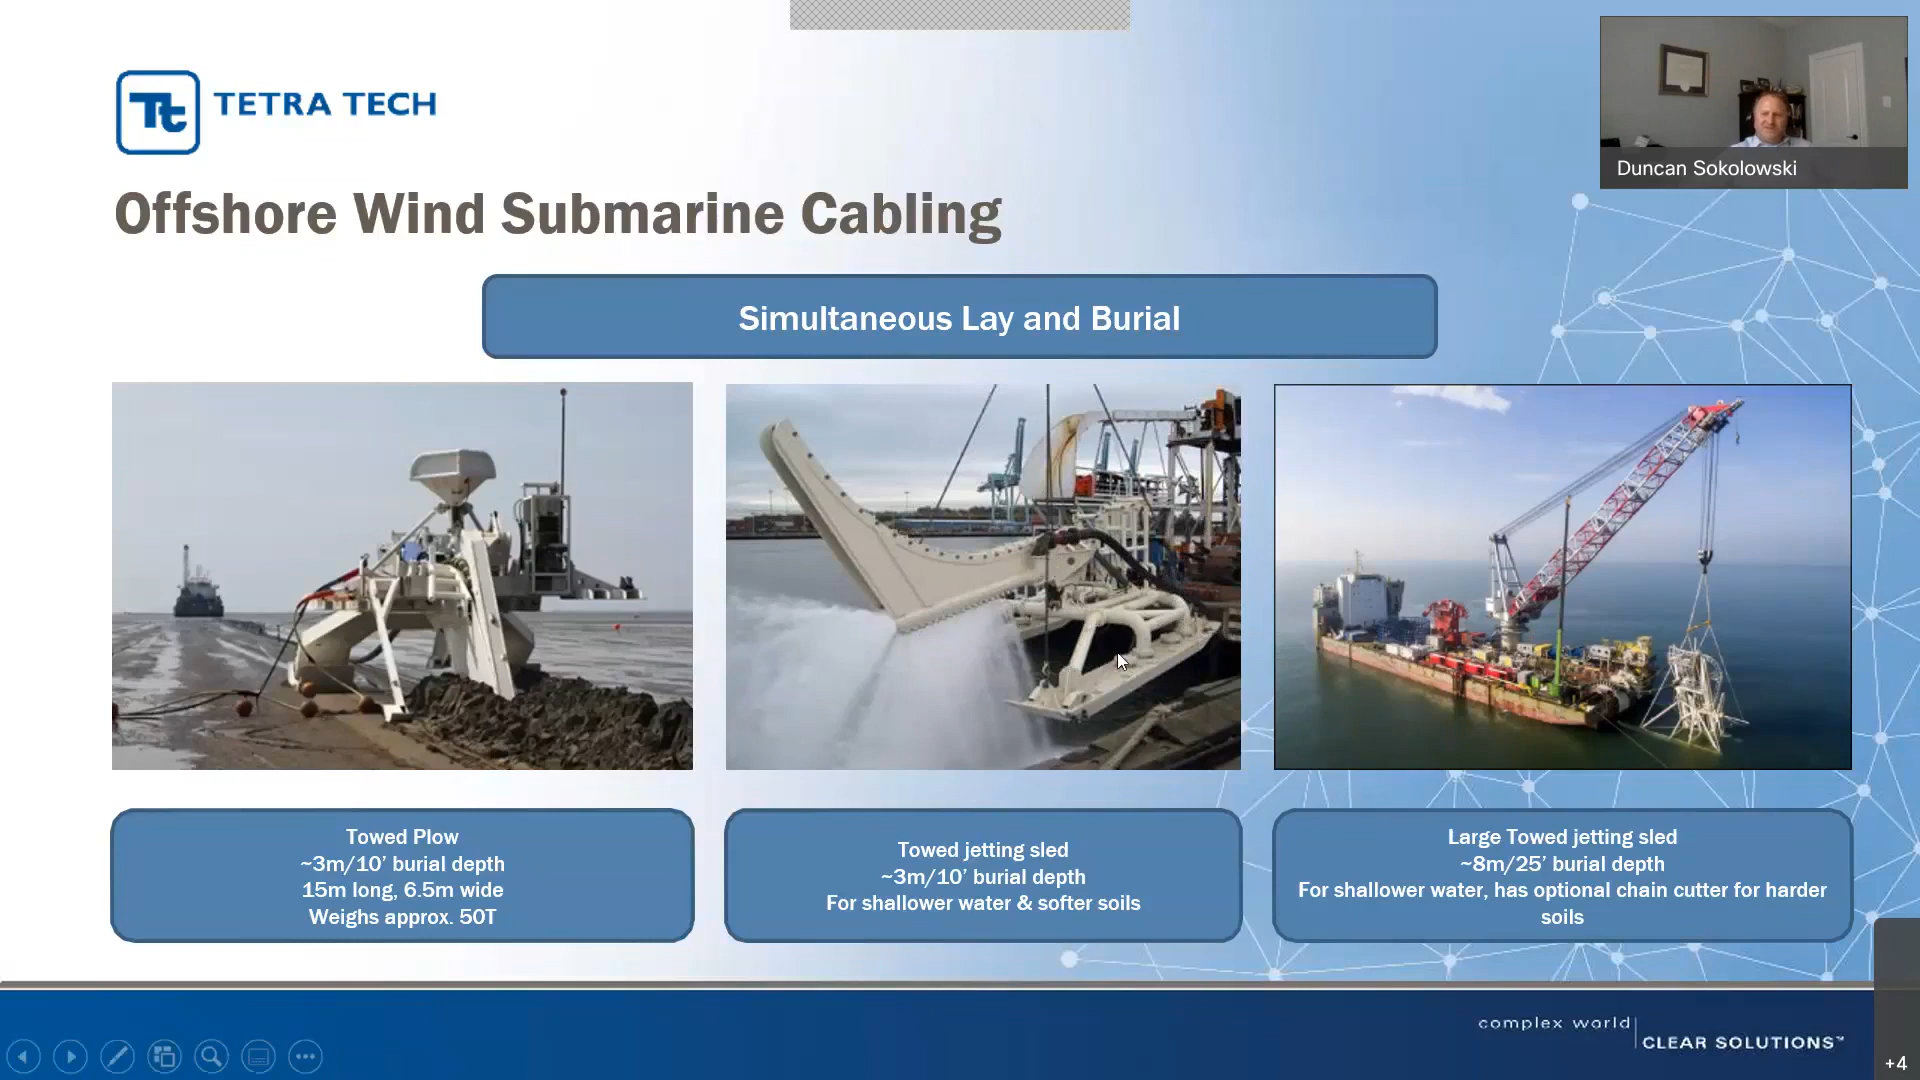 Tt TETRA TECH
Duncan Sokolowski
Offshore Wind Submarine Cabling
Simultaneous Lay and Burial
Towed Plow
~3m/10’ burial depth
15m long, 6.5m wide
Weighs approx. 50T
Towed jetting sled
~3m/10’ burial depth
For shallower water & softer soils
Large Towed jetting sled
~8m/25’ burial depth
For shallower water, has optional chain cutter for harder
soils
complex world
CLEAR SOLUTIONS™
+4